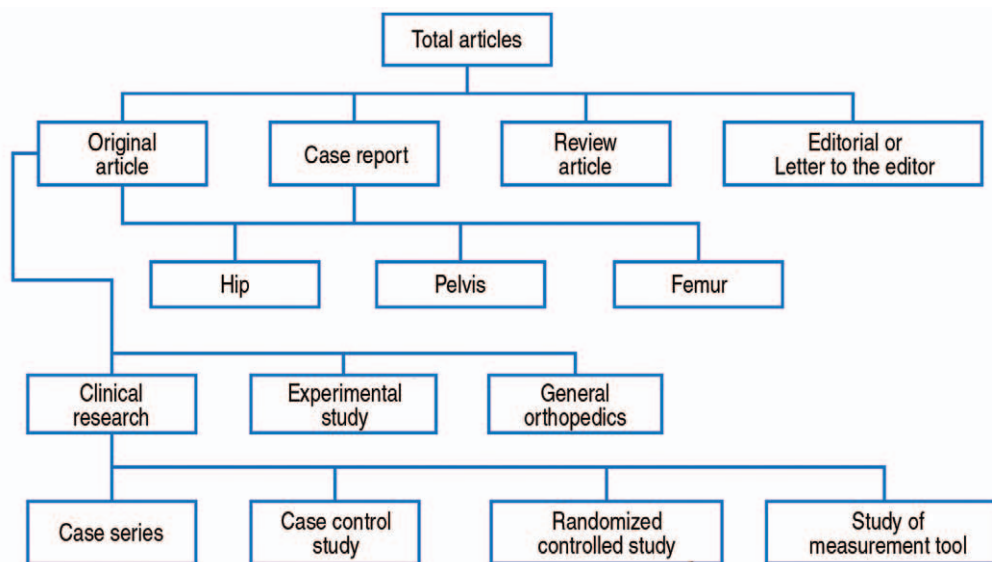 Total articles
Original
article
Case report
Review
article
Editorial or
Letter to the editor
Hip
Pelvis
Femur
Clinical
research
Experimental
study
General
orthopedics
Case series
Case control
study
Randomized
controlled study
Study of
measurement tool